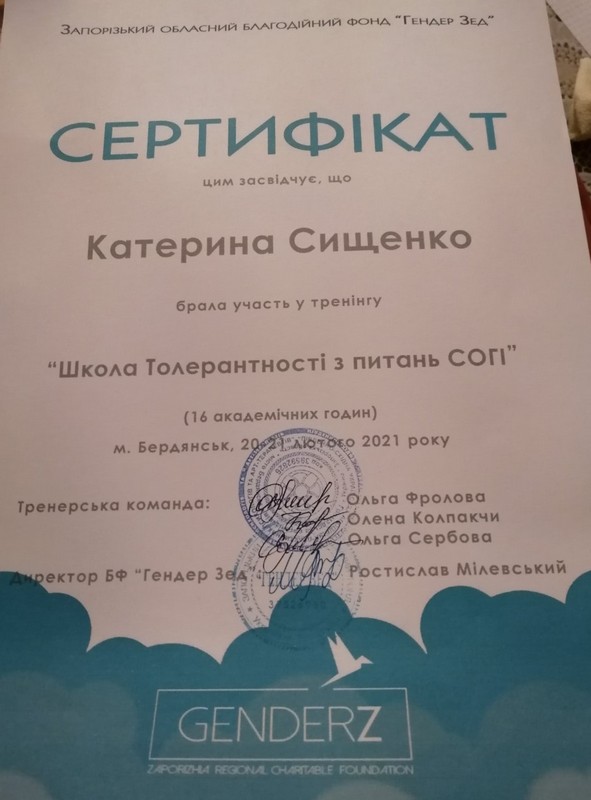 Запорізький обласний благодійний фонд "Гендер Зед"
СЕРТИФІКАТ
цим засвідчує, що
Катерина Сищенко
брала участь у тренінгу
"Школа Толерантності з питань СОГІ"
(16 академічних годин)
м. Бердянськ, 20-21 лютого 2021 року
Тренерська команда:
Ольга Фролова
Олена Колпакчи
Ольга Сербова
Директор БФ "Гендер Зед":
Ростислав Мілевський
GENDERZ
ZAPORIZHIA REGIONAL CHARITABLE FOUNDATION